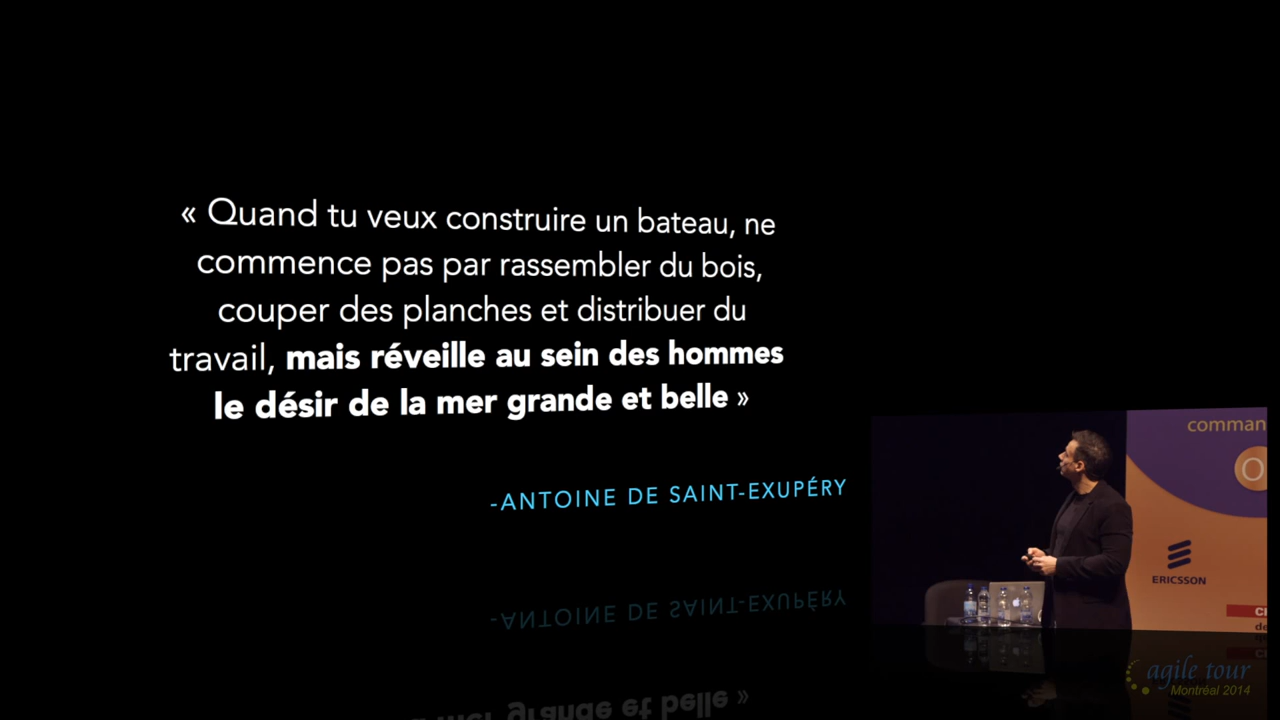 « Quand tu veux construire un bateau, ne
commence pas par rassembler du bois,
couper des planches et distribuer du
travail, mais réveille au sein des hommes
le désir de la mer grande et belle »
-ANTOINE DE SAINT-EXUPÉRY
comman
O
ERICSSON
agile tour
Montréal 2014